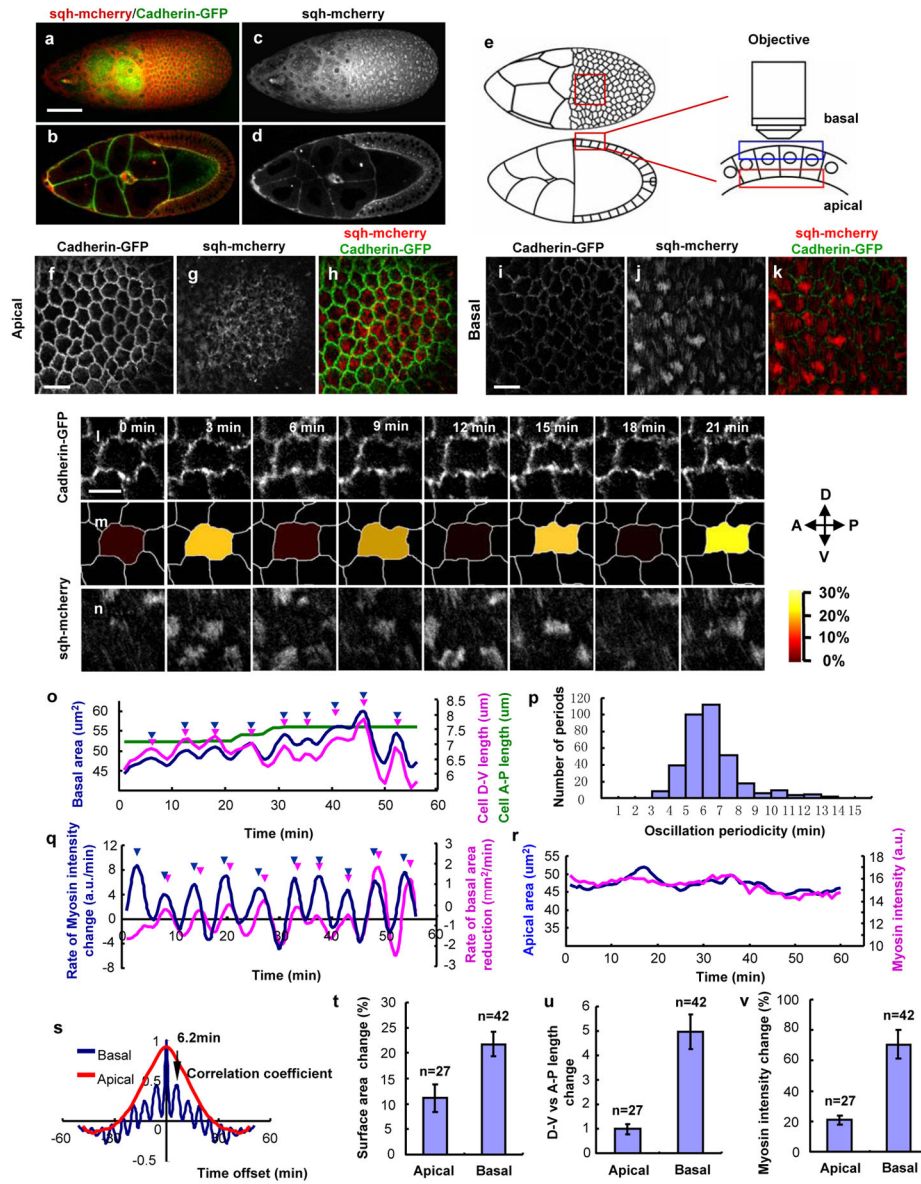 sqh-mcherry/Cadherin-GFP
sqh-mcherry
a
c
e
Objective
basal
apical
b
d
Cadherin-GFP
sqh-mcherry
sqh-mcherry
Cadherin-GFP
Cadherin-GFP
sqh-mcherry
sqh-mcherry
Cadherin-GFP
Apical
f
g
h
Basal
i
j
k
Cadherin-GFP
l
0 min
3 min
6 min
9 min
12 min
15 min
18 min
21 min
m
D
A
P
V
sqh-mcherry
n
30%
20%
10%
0%
o
Basal area (um²)
60
55
50
45
8.5
8
7.5
7
6.5
6
Cell D-V length (um)
Cell A-P length (um)
0 10 20 30 40 50 60
Time (min)
p
Number of periods
120
100
80
60
40
20
0
1 2 3 4 5 6 7 8 9 10 11 12 13 14 15
Oscillation periodicity (min)
q
Rate of Myosin intensity
change (a.u./min)
12
8
4
0
-4
-8
3
2
1
0
-1
-2
-3
Rate of basal area
reduction (mm²/min)
0 10 20 30 40 50 60
Time (min)
r
Apical area (um²)
55
50
45
40
35
18
16
14
12
10
Myosin intensity
0 10 20 30 40 50 60 70
Time (min)
s
6.2min
Basal
Apical
Correlation coefficient
1
0.5
0
-0.5
-60
-30
30
60
Time offset (min)
t
Surface area change (%)
30
25
20
15
10
5
0
n=27
n=42
Apical
Basal
u
D-V vs A-P length
change
6
5
4
3
2
1
0
n=27
n=42
Apical
Basal
v
Myosin intensity change (%)
100
80
60
40
20
0
n=27
n=42
Apical
Basal